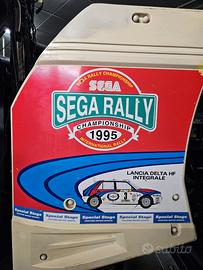 SEGA RALLY CHAMPIONSHIP
SEGA
SEGA RALLY
CHAMPIONSHIP
1995
INTERNATIONAL RALLY
LANCIA DELTA HF
INTEGRALE
3
Special Stage
Special Stage
Special Stage
Special Stage
subito